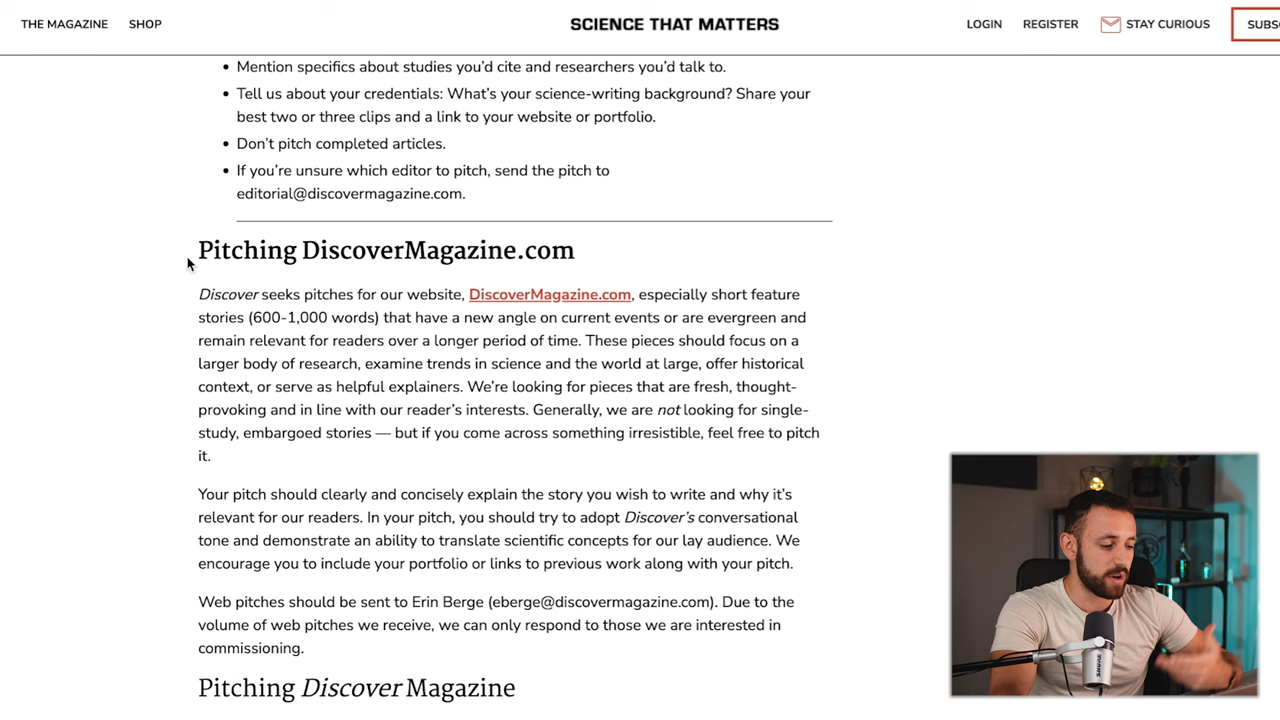 THE MAGAZINE SHOP SCIENCE THAT MATTERS LOGIN REGISTER STAY CURIOUS SUBS
• Mention specifics about studies you’d cite and researchers you’d talk to.
• Tell us about your credentials: What’s your science-writing background? Share your
best two or three clips and a link to your website or portfolio.
• Don’t pitch completed articles.
• If you’re unsure which editor to pitch, send the pitch to
editorial@discovermagazine.com.
Pitching DiscoverMagazine.com
Discover seeks pitches for our website, DiscoverMagazine.com, especially short feature
stories (600-1,000 words) that have a new angle on current events or are evergreen and
remain relevant for readers over a longer period of time. These pieces should focus on a
larger body of research, examine trends in science and the world at large, offer historical
context, or serve as helpful explainers. We’re looking for pieces that are fresh, thought-
provoking and in line with our reader’s interests. Generally, we are not looking for single-
study, embargoed stories — but if you come across something irresistible, feel free to pitch
it.
Your pitch should clearly and concisely explain the story you wish to write and why it’s
relevant for our readers. In your pitch, you should try to adopt Discover’s conversational
tone and demonstrate an ability to translate scientific concepts for our lay audience. We
encourage you to include your portfolio or links to previous work along with your pitch.
Web pitches should be sent to Erin Berge (eberge@discovermagazine.com). Due to the
volume of web pitches we receive, we can only respond to those we are interested in
commissioning.
Pitching Discover Magazine
SHURE